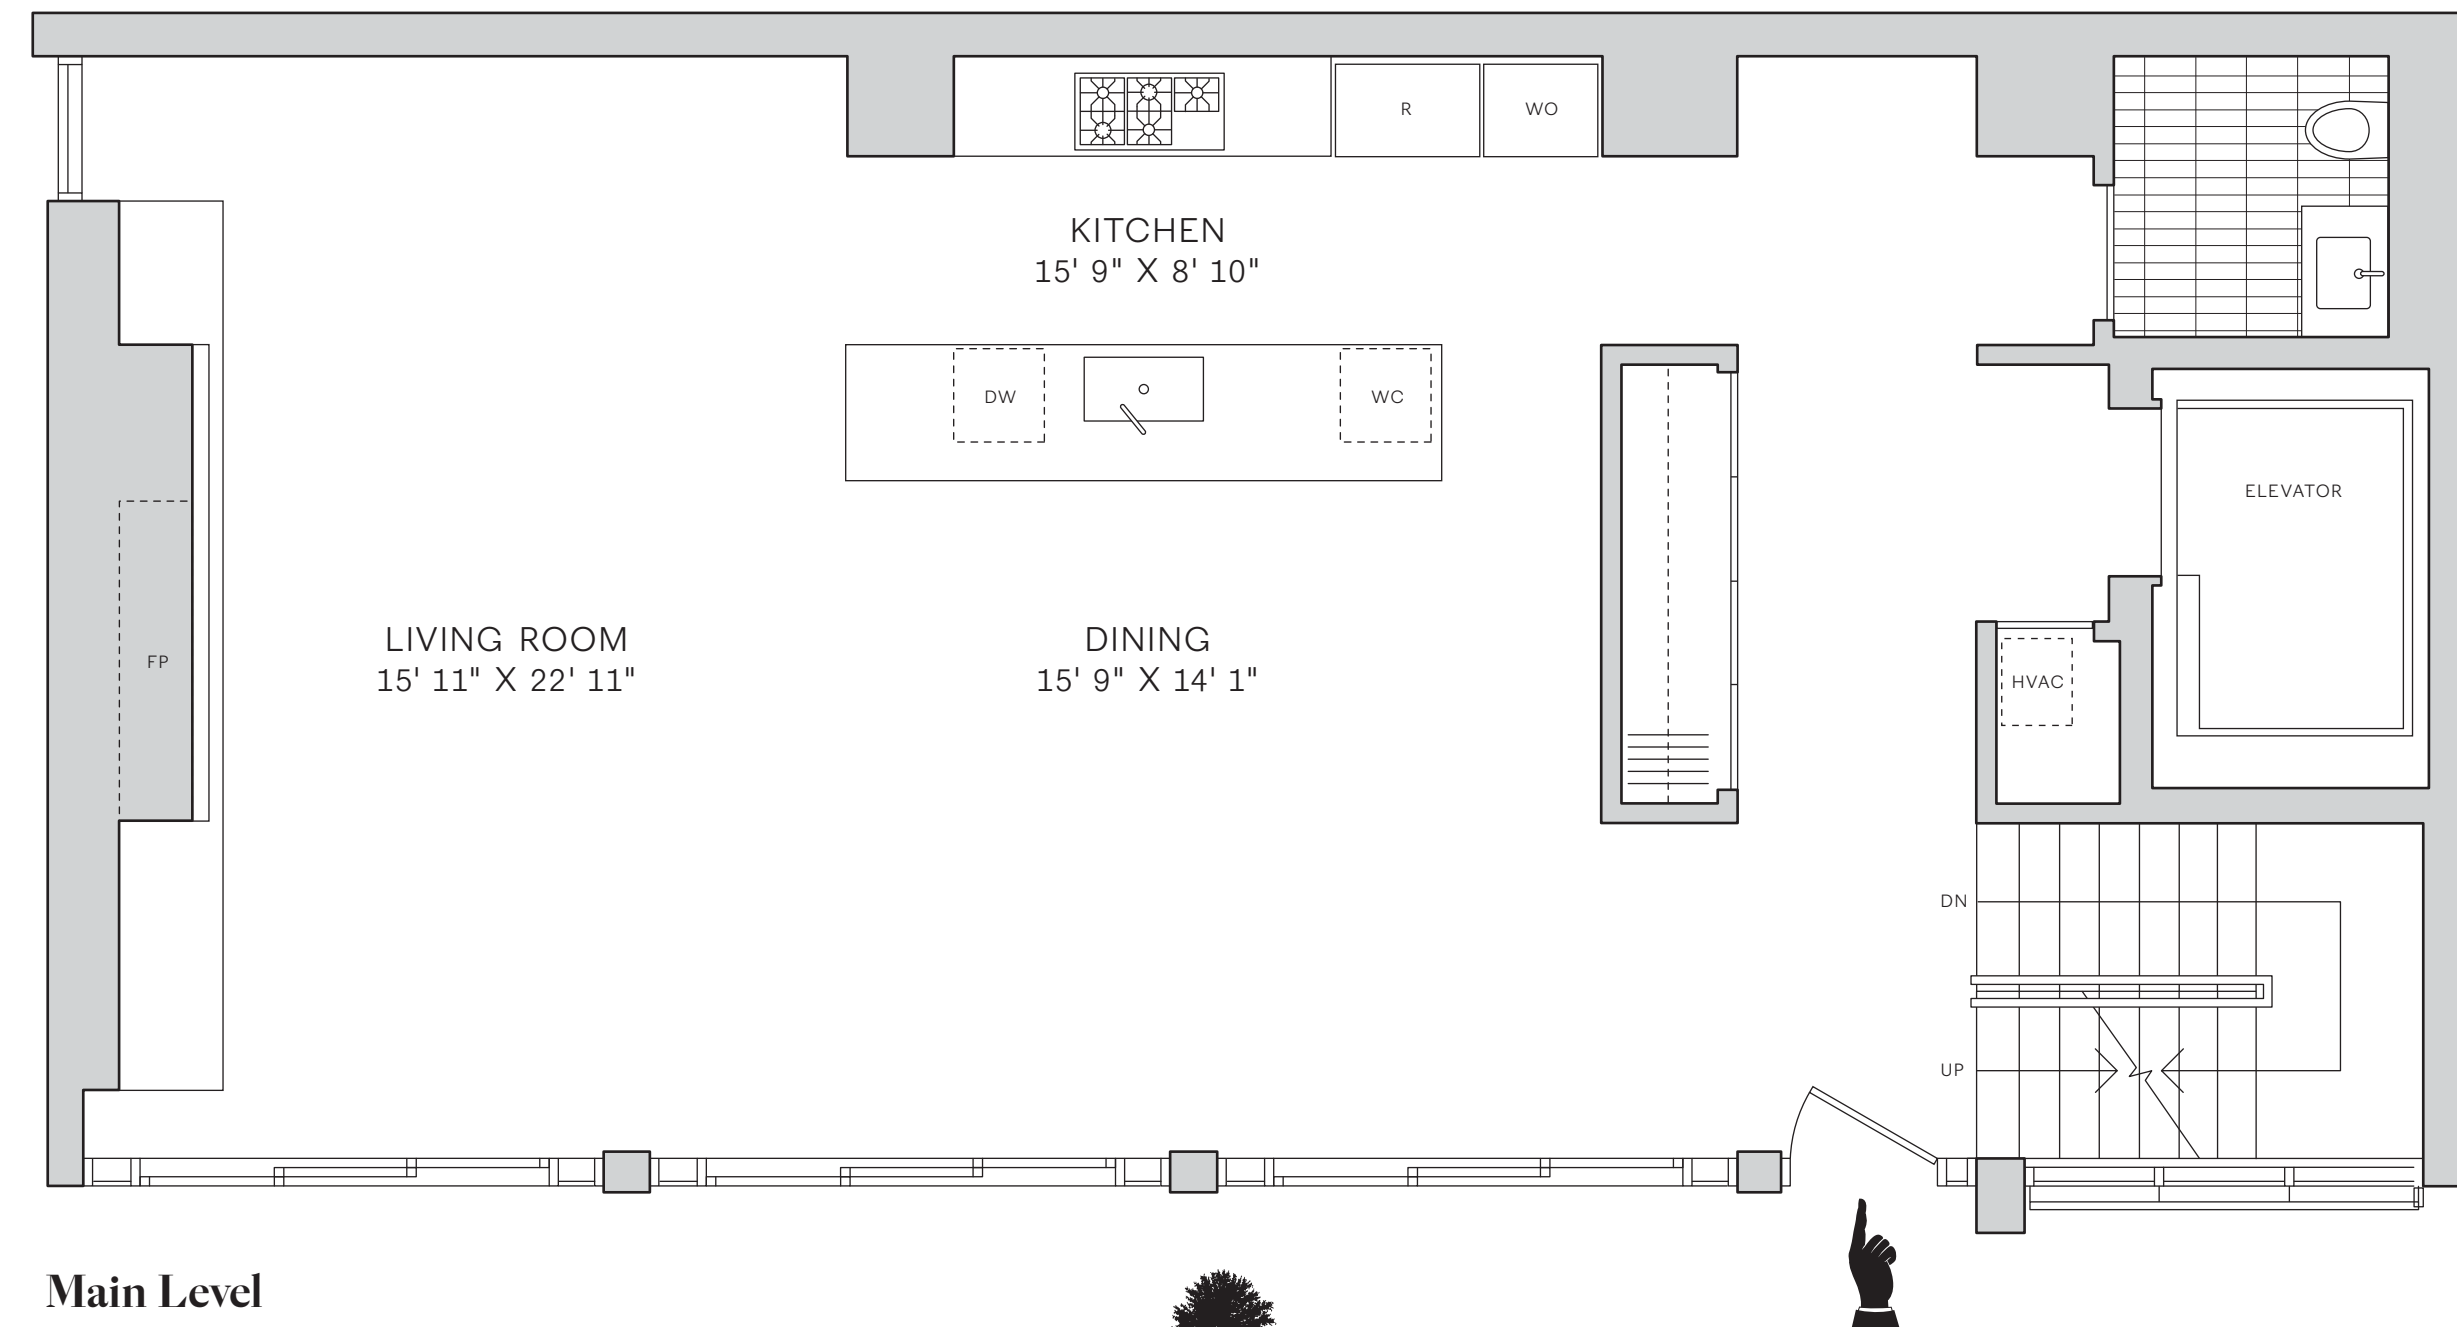 R
WO
KITCHEN
15' 9" X 8' 10"
DW
WC
ELEVATOR
LIVING ROOM
15' 11" X 22' 11"
DINING
15' 9" X 14' 1"
FP
HVAC
DN
UP
Main Level